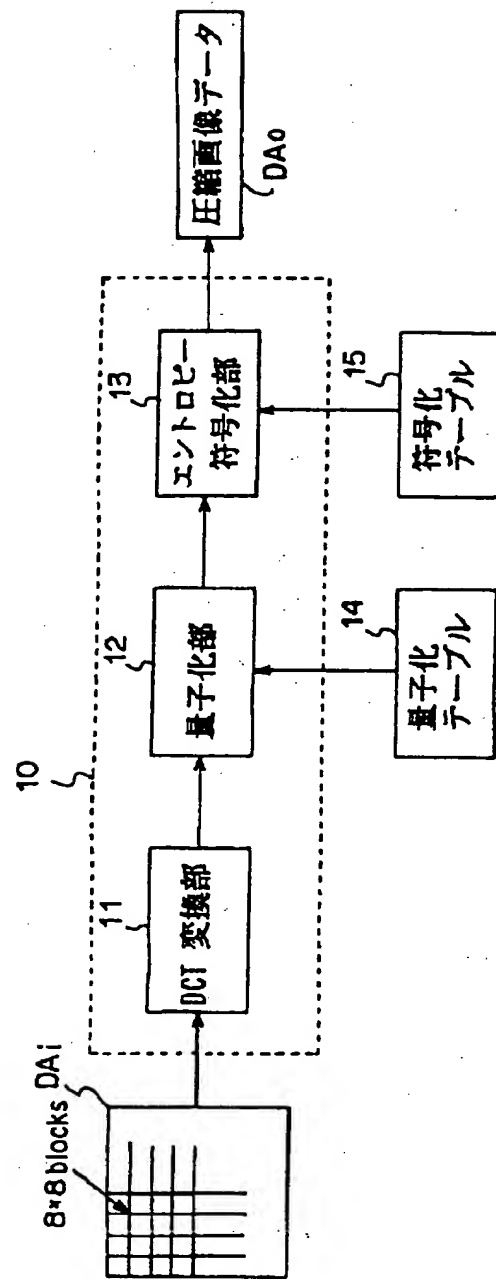 8*8 blocks
DAi
10
11
DCT 変換部
12
量子化部
13
エントロピー
符号化部
圧縮画像データ
DAo
14
量子化
テーブル
15
符号化
テーブル